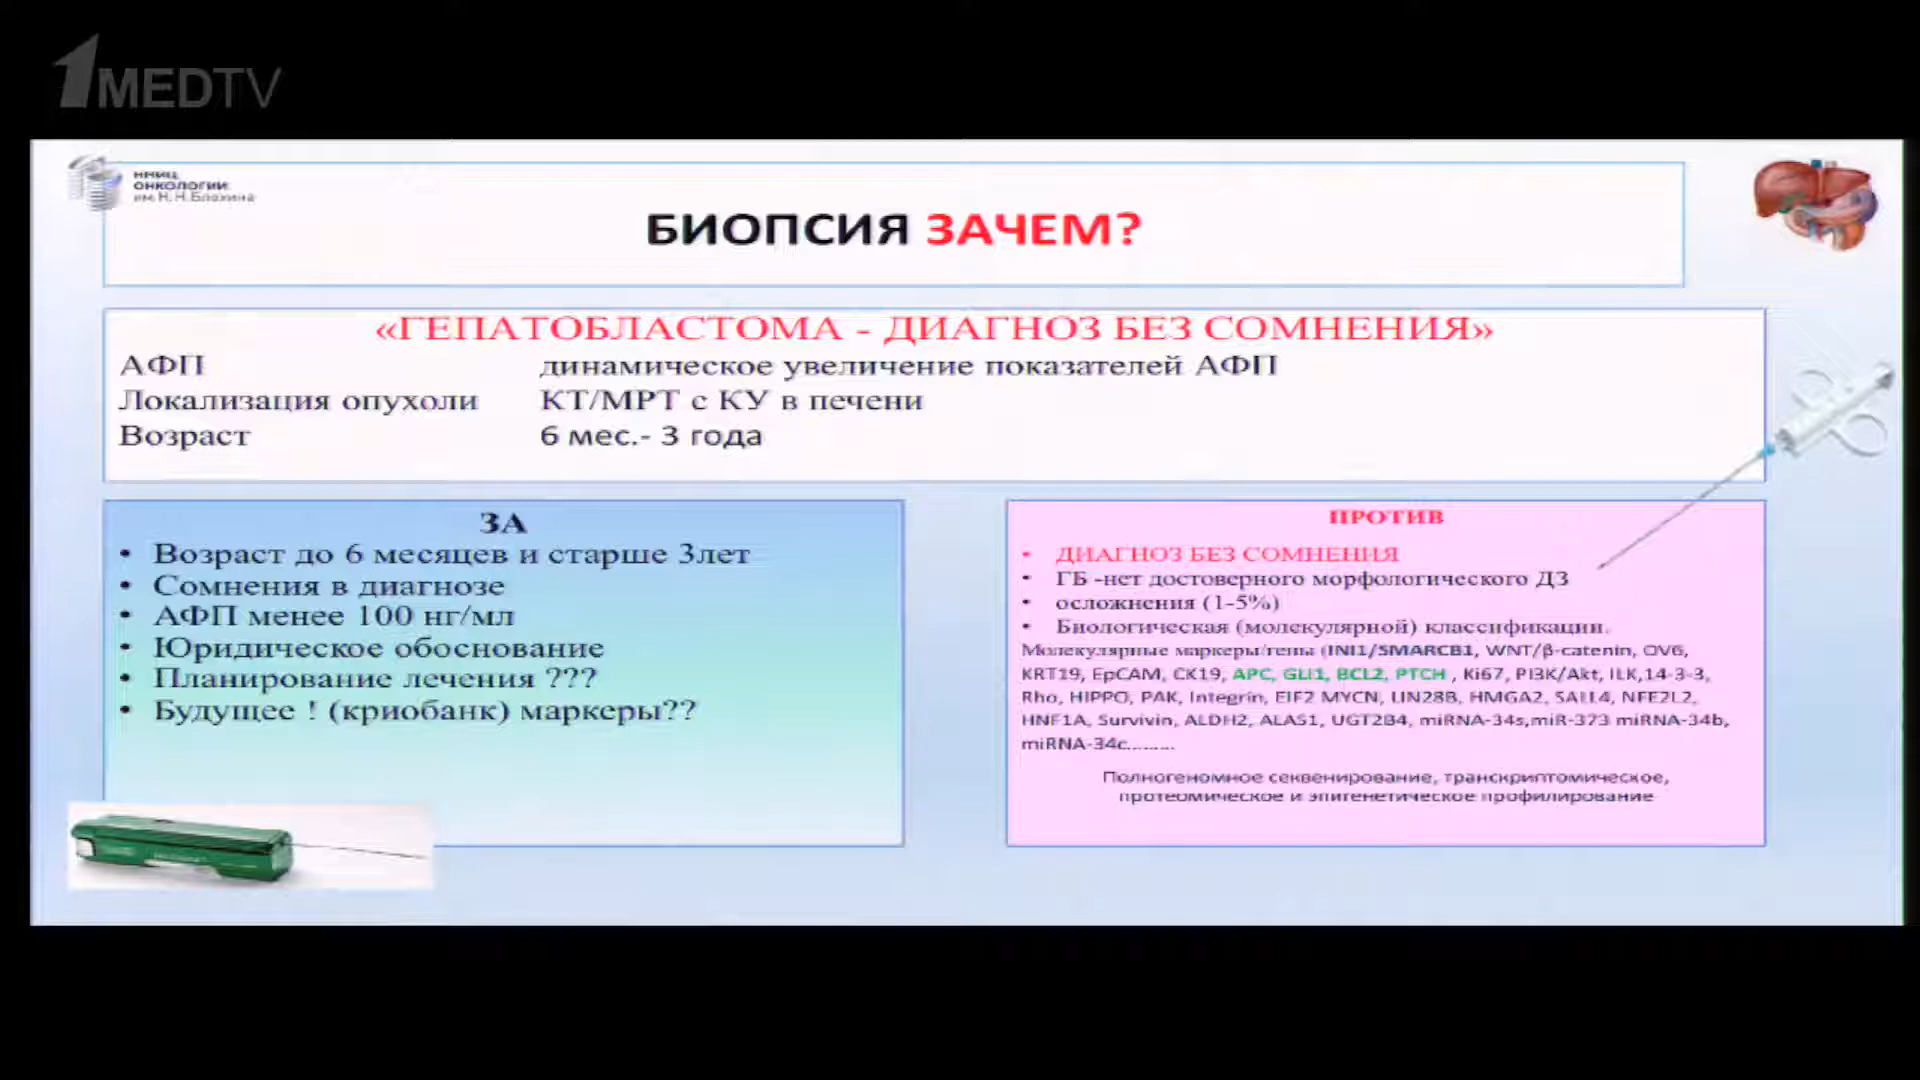 1MEDTV
НМИЦ
ОНКОЛОГИИ
им.Н.Н.Блохина
БИОПСИЯ ЗАЧЕМ?
«ГЕПАТОБЛАСТОМА - ДИАГНОЗ БЕЗ СОМНЕНИЯ»
АФП динамическое увеличение показателей АФП
Локализация опухоли КТ/МРТ с КУ в печени
Возраст 6 мес.- 3 года
ЗА
• Возраст до 6 месяцев и старше 3лет
• Сомнения в диагнозе
• АФП менее 100 нг/мл
• Юридическое обоснование
• Планирование лечения ???
• Будущее ! (криобанк) маркеры??
ПРОТИВ
• ДИАГНОЗ БЕЗ СОМНЕНИЯ
• ГБ -нет достоверного морфологического ДЗ
• осложнения (1-5%)
• Биологическая (молекулярной) классификации.
Молекулярные маркеры/гены (INI1/SMARCB1, WNT/β-catenin, OV6,
KRT19, EpCAM, CK19, APC, GLI1, BCL2, PTCH , Ki67, PI3K/Akt, ILK,14-3-3,
Rho, HIPPO, PAK, Integrin, EIF2 MYCN, LIN28B, HMGA2, SALL4, NFE2L2,
HNF1A, Survivin, ALDH2, ALAS1, UGT2B4, miRNA-34s,miR-373 miRNA-34b,
miRNA-34c.........
Полногеномное секвенирование, транскриптомическое,
протеомическое и эпигенетическое профилирование